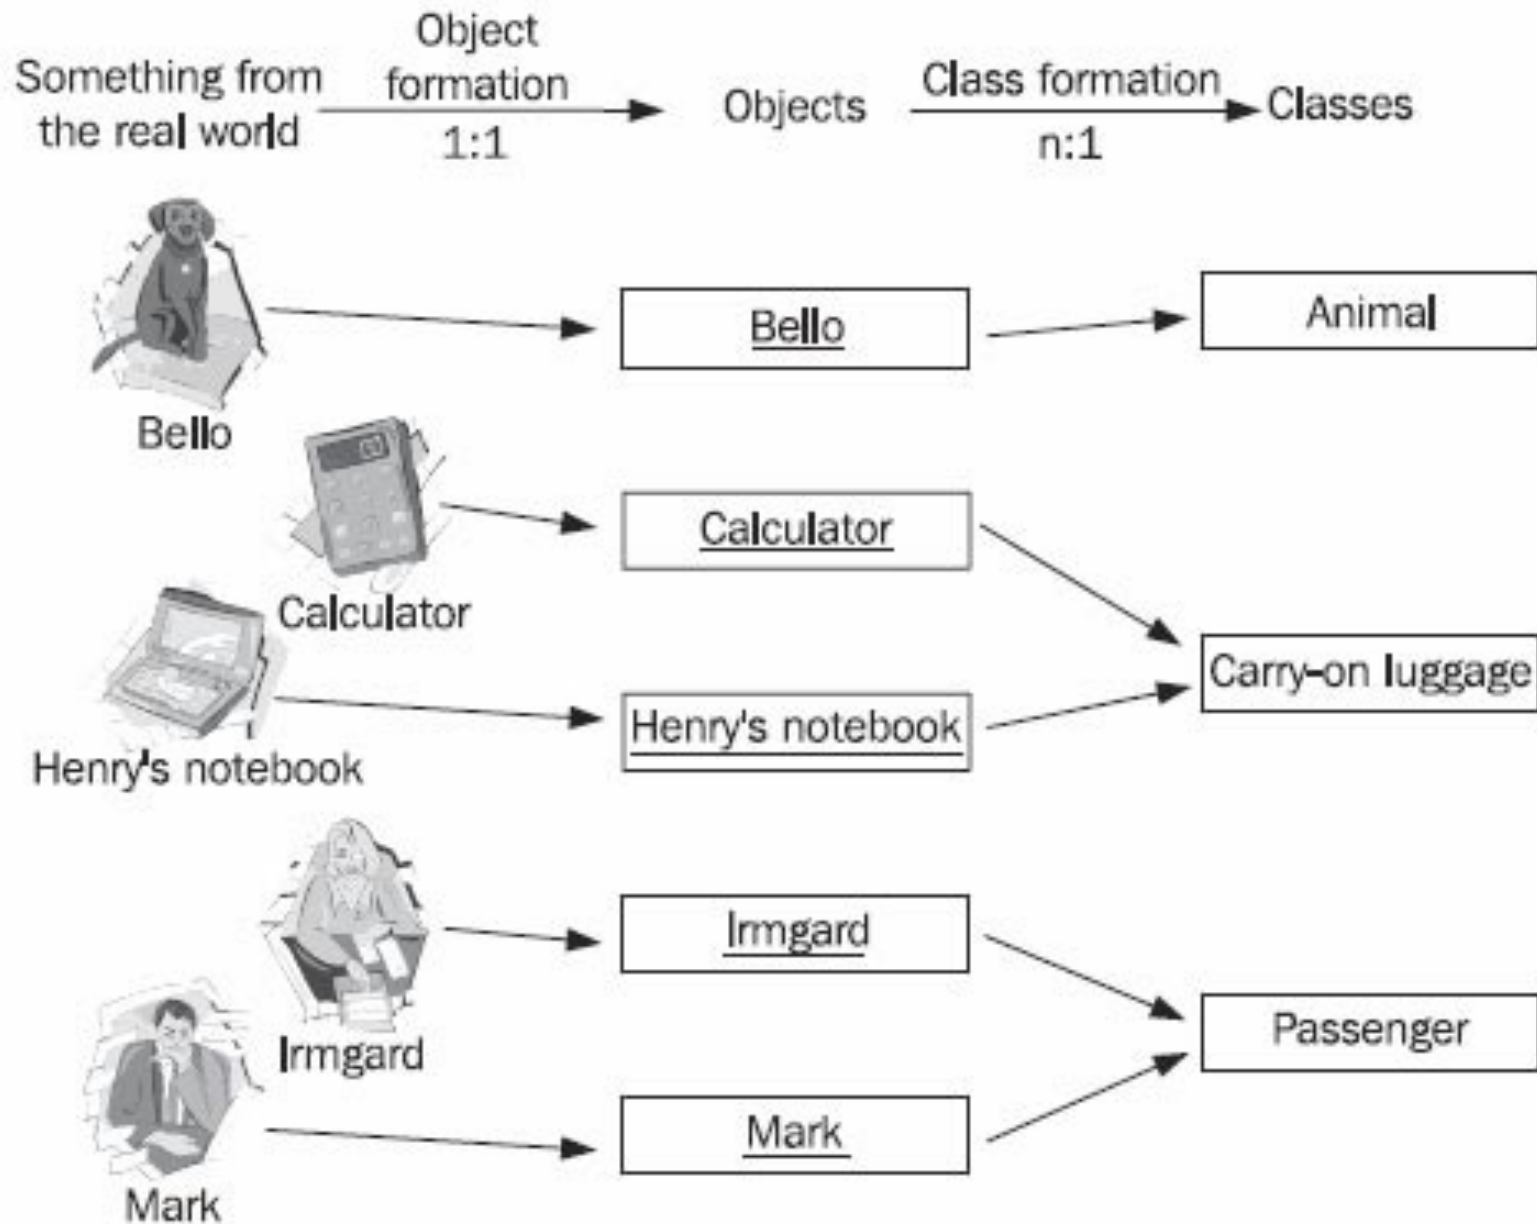 Something from
the real world
Object
formation
1:1
Objects
Class formation
n:1
Classes
Bello
Bello
Animal
Calculator
Calculator
Henry's notebook
Henry's notebook
Carry-on luggage
Irmgard
Irmgard
Mark
Mark
Passenger